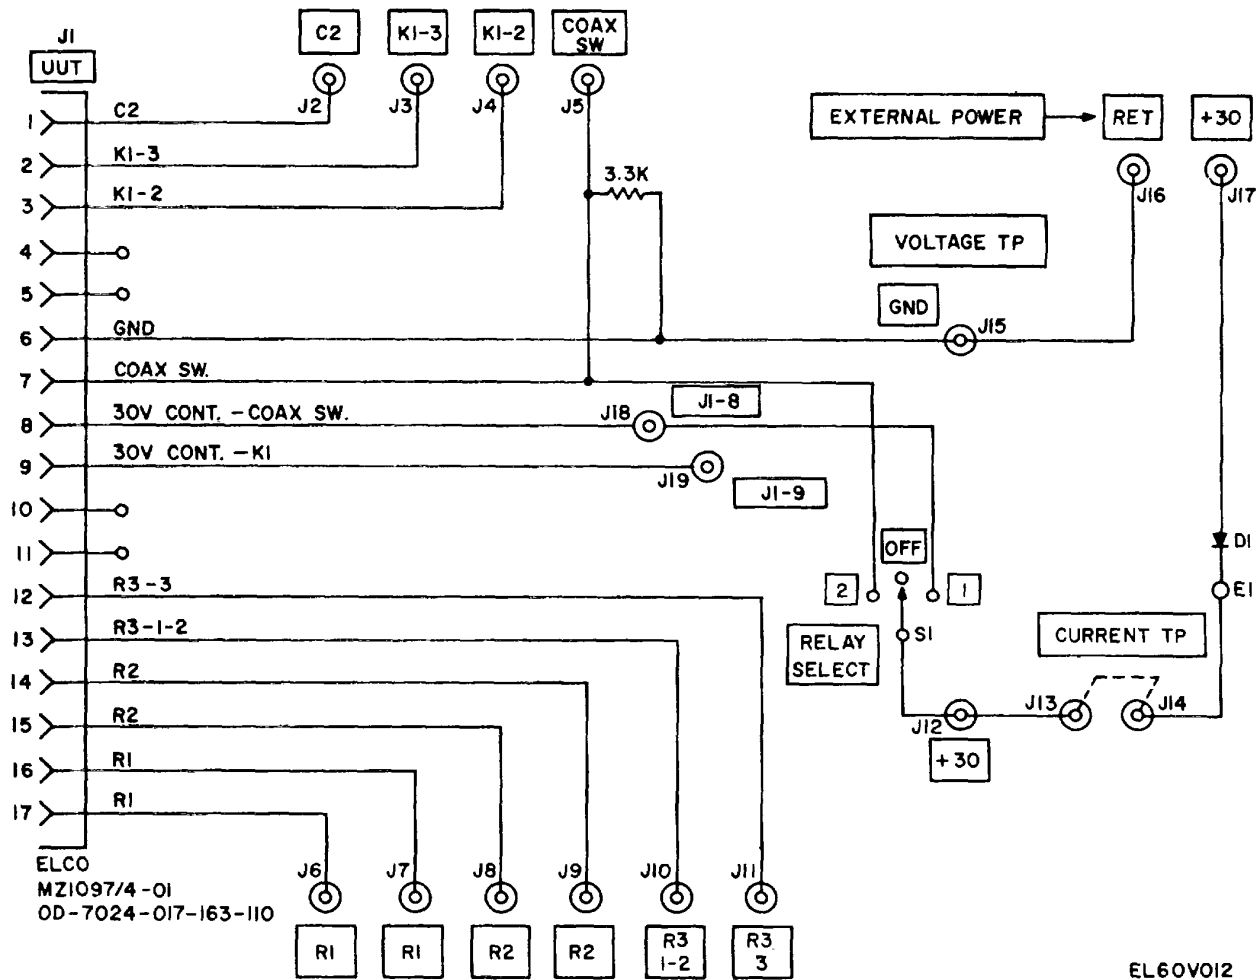 J1
UUT
C2
K1-3
K1-2
COAX
SW
J2
J3
J4
J5
1
C2
2
K1-3
3
K1-2
4
5
6
GND
7
COAX SW.
8
30V CONT. - COAX SW.
9
30V CONT. - K1
10
11
12
R3-3
13
R3-1-2
14
R2
15
R2
16
R1
17
R1
3.3K
EXTERNAL POWER
RET
+30
J16
J17
VOLTAGE TP
GND
J15
J18
J1-8
J19
J1-9
OFF
2
1
S1
RELAY
SELECT
D1
E1
CURRENT TP
J12
J13
J14
+30
ELCO
MZ1097/4-01
OD-7024-017-163-110
J6
J7
J8
J9
J10
J11
R1
R1
R2
R2
R3
1-2
R3
3
EL60V012